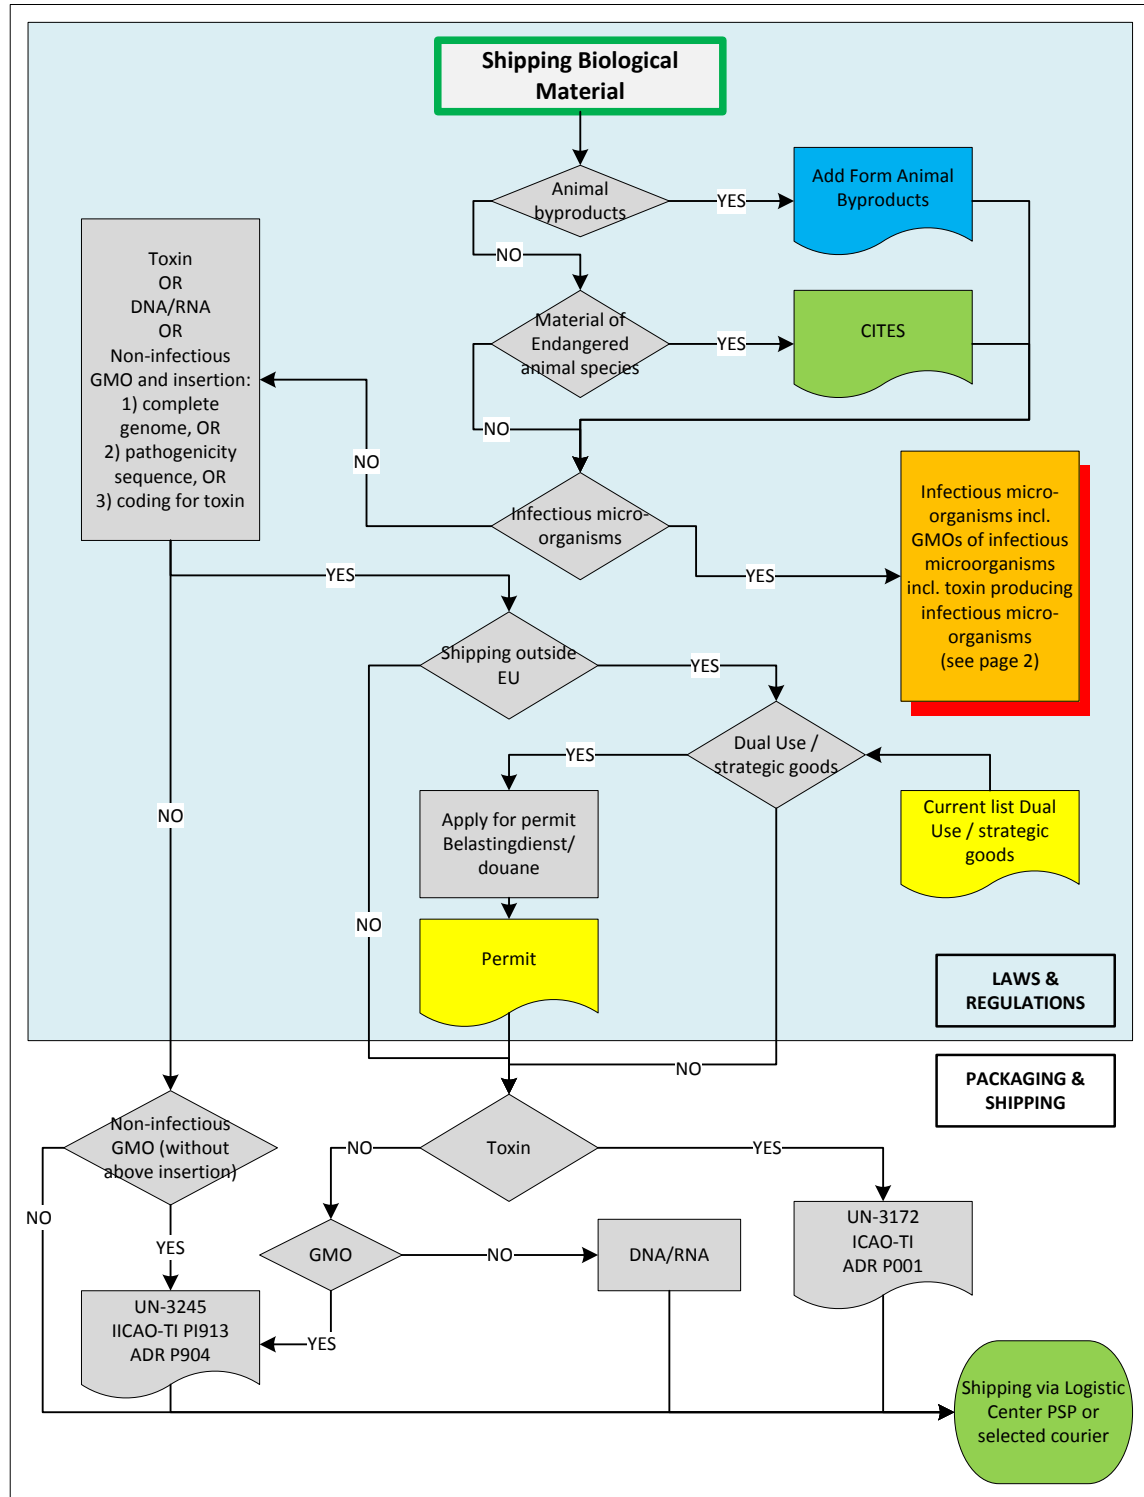 Shipping Biological
Material
Animal
byproducts
YES
Add Form Animal
Byproducts
NO
Material of
Endangered
animal species
YES
CITES
NO
Toxin
OR
DNA/RNA
OR
Non-infectious
GMO and insertion:
1) complete
genome, OR
2) pathogenicity
sequence, OR
3) coding for toxin
NO
Infectious micro-
organisms
YES
Infectious micro-
organisms incl.
GMOs of infectious
microorganisms
incl. toxin producing
infectious micro-
organisms
(see page 2)
YES
Shipping outside
EU
YES
Dual Use /
strategic goods
YES
Apply for permit
Belastingdienst/
douane
Current list Dual
Use / strategic
goods
NO
NO
Permit
LAWS &
REGULATIONS
NO
PACKAGING &
SHIPPING
Non-infectious
GMO (without
above insertion)
NO
Toxin
YES
NO
YES
GMO
NO
DNA/RNA
UN-3172
ICAO-TI
ADR P001
UN-3245
IICAO-TI PI913
ADR P904
YES
Shipping via Logistic
Center PSP or
selected courier